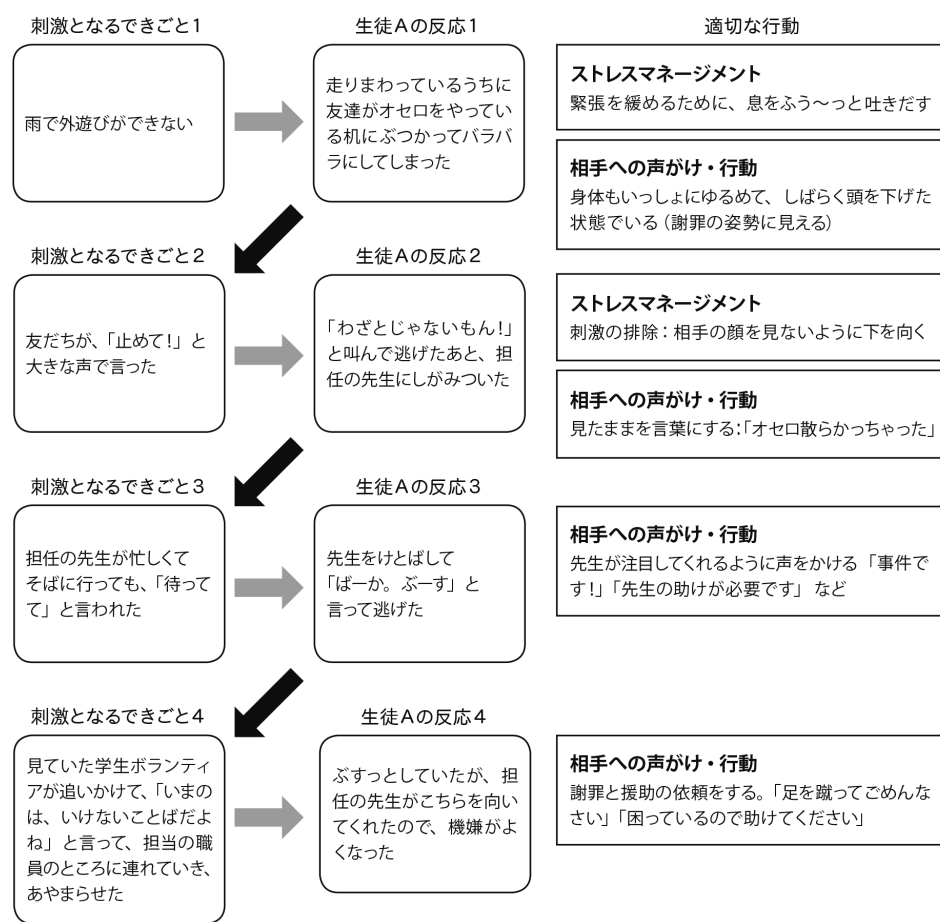 刺激となるできごと1
生徒Aの反応1
適切な行動
雨で外遊びができない
走りまわっているうちに
友達がオセロをやってい
る机にぶつかってバラバ
ラにしてしまった
ストレスマネージメント
緊張を緩めるために、息をふう〜っと吐きだす
相手への声がけ・行動
身体もいっしょにゆるめて、しばらく頭を下げた
状態でいる（謝罪の姿勢に見える）
刺激となるできごと2
生徒Aの反応2
友だちが、「止めて！」と
大きな声で言った
「わざとじゃないもん！」
と叫んで逃げたあと、担
任の先生にしがみついた
ストレスマネージメント
刺激の排除：相手の顔を見ないように下を向く
相手への声がけ・行動
見たままを言葉にする：「オセロ散らかっちゃった」
刺激となるできごと3
生徒Aの反応3
担任の先生が忙しくて
そばに行っても、「待って
て」と言われた
先生をけとばして
「ばーか。ぶーす」と
言って逃げた
相手への声がけ・行動
先生が注目してくれるように声をかける「事件で
す！」「先生の助けが必要です」など
刺激となるできごと4
生徒Aの反応4
見ていた学生ボランティ
アが追いかけて、「いまの
は、いけないことばだよ
ね」と言って、担当の職
員のところに連れていき、
あやまらせた
ぶすっとしていたが、担
任の先生がこちらを向い
てくれたので、機嫌がよ
くなった
相手への声がけ・行動
謝罪と援助の依頼をする。「足を蹴ってごめんな
さい」「困っているので助けてください」